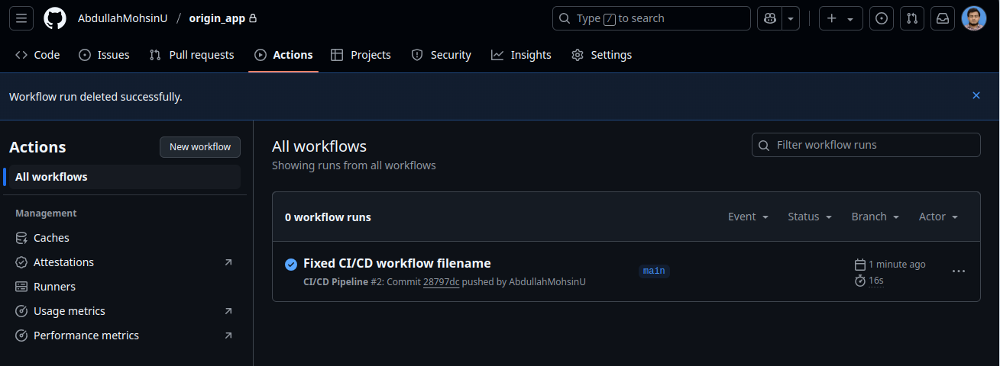 AbdullahMohsinU / origin_app
Type / to search
Code
Issues
Pull requests
Actions
Projects
Security
Insights
Settings
Workflow run deleted successfully.
Actions
New workflow
All workflows
Management
Caches
Attestations
Runners
Usage metrics
Performance metrics
All workflows
Showing runs from all workflows
Filter workflow runs
0 workflow runs
Event
Status
Branch
Actor
Fixed CI/CD workflow filename
CI/CD Pipeline #2: Commit 28797dc pushed by AbdullahMohsinU
main
1 minute ago
16s